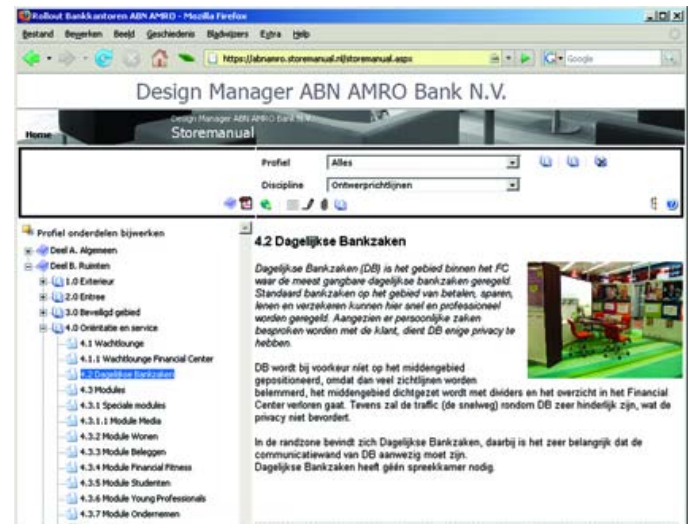 Rollout Bankkantoren ABN AMRO - Mozilla Firefox
Bestand Bewerken Beeld Geschiedenis Bladwijzers Extra Help
https://abnamro.storemanual.nl/storemanual.aspx
Google
Design Manager ABN AMRO Bank N.V.
Design Manager ABN AMRO Bank N.V.
Home
Storemanual
Profiel Alles
Discipline Ontwerprichtlijnen
Profiel onderdelen bijwerken
Deel A. Algemeen
Deel B. Ruimten
1.0 Exterieur
2.0 Entree
3.0 Beveiligd gebied
4.0 Oriëntatie en service
4.1 Wachtlounge
4.1.1 Wachtlounge Financial Center
4.2 Dagelijkse Bankzaken
4.3 Modules
4.3.1 Speciale modules
4.3.1.1 Module Media
4.3.2 Module Wonen
4.3.3 Module Beleggen
4.3.4 Module Financial Fitness
4.3.5 Module Studenten
4.3.6 Module Young Professionals
4.3.7 Module Ondernemen
4.2 Dagelijkse Bankzaken
Dagelijkse Bankzaken (DB) is het gebied binnen het FC
waar de meest gangbare dagelijkse bankzaken geregeld.
Standaard bankzaken op het gebied van betalen, sparen,
lenen en verzekeren kunnen hier snel en professioneel
worden geregeld. Aangezien er persoonlijke zaken
besproken worden met de klant, dient DB enige privacy te
hebben.
DB wordt bij voorkeur niet op het middengebied
gepositioneerd, omdat dan veel zichtlijnen worden
belemmerd, het middengebied dichtgezet wordt met dividers en het overzicht in het Financial
Center verloren gaat. Tevens zal de traffic (de snelweg) rondom DB zeer hinderlijk zijn, wat de
privacy niet bevordert.
In de randzone bevindt zich Dagelijkse Bankzaken, daarbij is het zeer belangrijk dat de
communicatiewand van DB aanwezig moet zijn.
Dagelijkse Bankzaken heeft géén spreekkamer nodig.